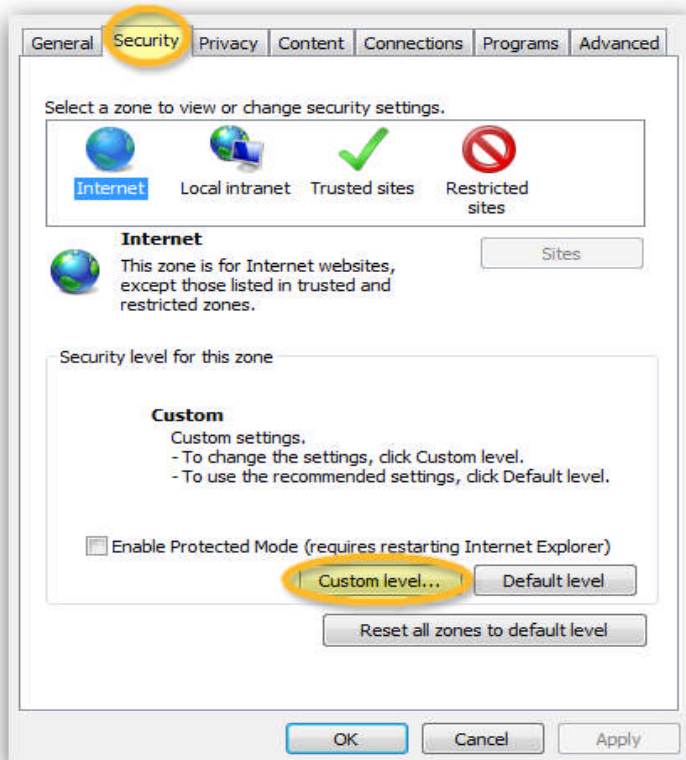 General Security Privacy Content Connections Programs Advanced
Select a zone to view or change security settings.
Internet Local intranet Trusted sites Restricted sites
Internet
Sites
This zone is for Internet websites,
except those listed in trusted and
restricted zones.
Security level for this zone
Custom
Custom settings.
- To change the settings, click Custom level.
- To use the recommended settings, click Default level.
Enable Protected Mode (requires restarting Internet Explorer)
Custom level... Default level
Reset all zones to default level
OK Cancel Apply